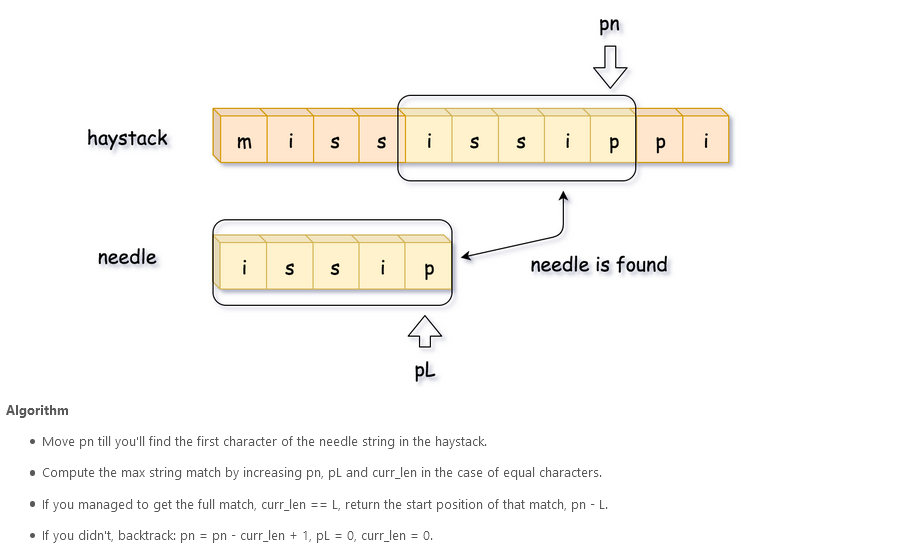 pn
haystack
m i s s i s s i p p i
needle
i s s i p
needle is found
pL
Algorithm
• Move pn till you'll find the first character of the needle string in the haystack.
• Compute the max string match by increasing pn, pL and curr_len in the case of equal characters.
• If you managed to get the full match, curr_len == L, return the start position of that match, pn - L.
• If you didn't, backtrack: pn = pn - curr_len + 1, pL = 0, curr_len = 0.